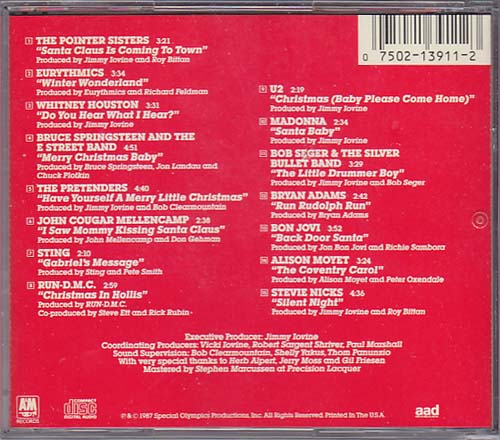 1 THE POINTER SISTERS 3:21
"Santa Claus Is Coming To Town"
Produced by Jimmy Iovine and Roy Bittan
2 EURYTHMICS 3:34
"Winter Wonderland"
Produced by Eurythmics and Richard Feldman
3 WHITNEY HOUSTON 3:31
"Do You Hear What I Hear?"
Produced by Jimmy Iovine
4 BRUCE SPRINGSTEEN AND THE
E STREET BAND 4:51
"Merry Christmas Baby"
Produced by Bruce Springsteen, Jon Landau and
Chuck Plotkin
5 THE PRETENDERS 4:40
"Have Yourself A Merry Little Christmas"
Produced by Jimmy Iovine and Bob Clearmountain
6 JOHN COUGAR MELLENCAMP 2:38
"I Saw Mommy Kissing Santa Claus"
Produced by John Mellencamp and Don Gehman
7 STING 2:10
"Gabriel's Message"
Produced by Sting and Pete Smith
8 RUN-D.M.C. 2:59
"Christmas In Hollis"
Produced by RUN-D.M.C.
Co-produced by Steve Ett and Rick Rubin
0 7502-13911-2
9 U2 2:19
"Christmas (Baby Please Come Home)"
Produced by Jimmy Iovine
10 MADONNA 2:34
"Santa Baby"
Produced by Jimmy Iovine
11 BOB SEGER & THE SILVER
BULLET BAND 3:29
"The Little Drummer Boy"
Produced by Jimmy Iovine and Bob Seger
12 BRYAN ADAMS 2:42
"Run Rudolph Run"
Produced by Bryan Adams
13 BON JOVI 3:52
"Back Door Santa"
Produced by Jon Bon Jovi and Richie Sambora
14 ALISON MOYET 3:24
"The Coventry Carol"
Produced by Alison Moyet and Peter Oxendale
15 STEVIE NICKS 4:36
"Silent Night"
Produced by Jimmy Iovine and Roy Bittan
Executive Producer: Jimmy Iovine
Coordinating Producers: Vicki Iovine, Robert Sargent Shriver, Paul Marshall
Sound Supervision: Bob Clearmountain, Shelly Yakus, Thom Panunzio
With very special thanks to Herb Alpert, Jerry Moss and Gil Friesen
Mastered by Stephen Marcussen at Precision Lacquer
A&M
RECORDS
COMPACT
disc
DIGITAL AUDIO
℗ & © 1987 Special Olympics Productions, Inc. All Rights Reserved. Printed In The U.S.A.
aad